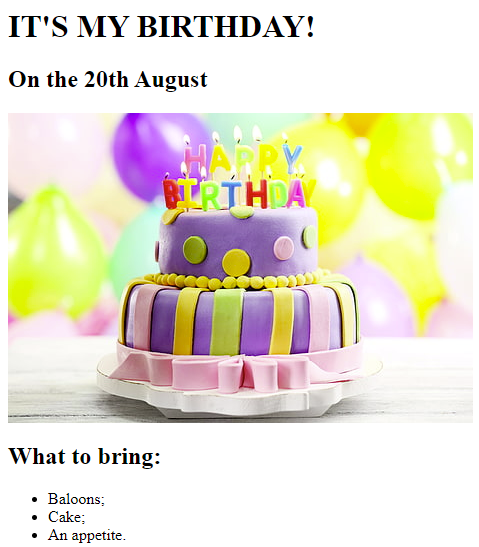 IT'S MY BIRTHDAY!
On the 20th August
HAPPY
BIRTHDAY
What to bring:
Baloons;
Cake;
An appetite.